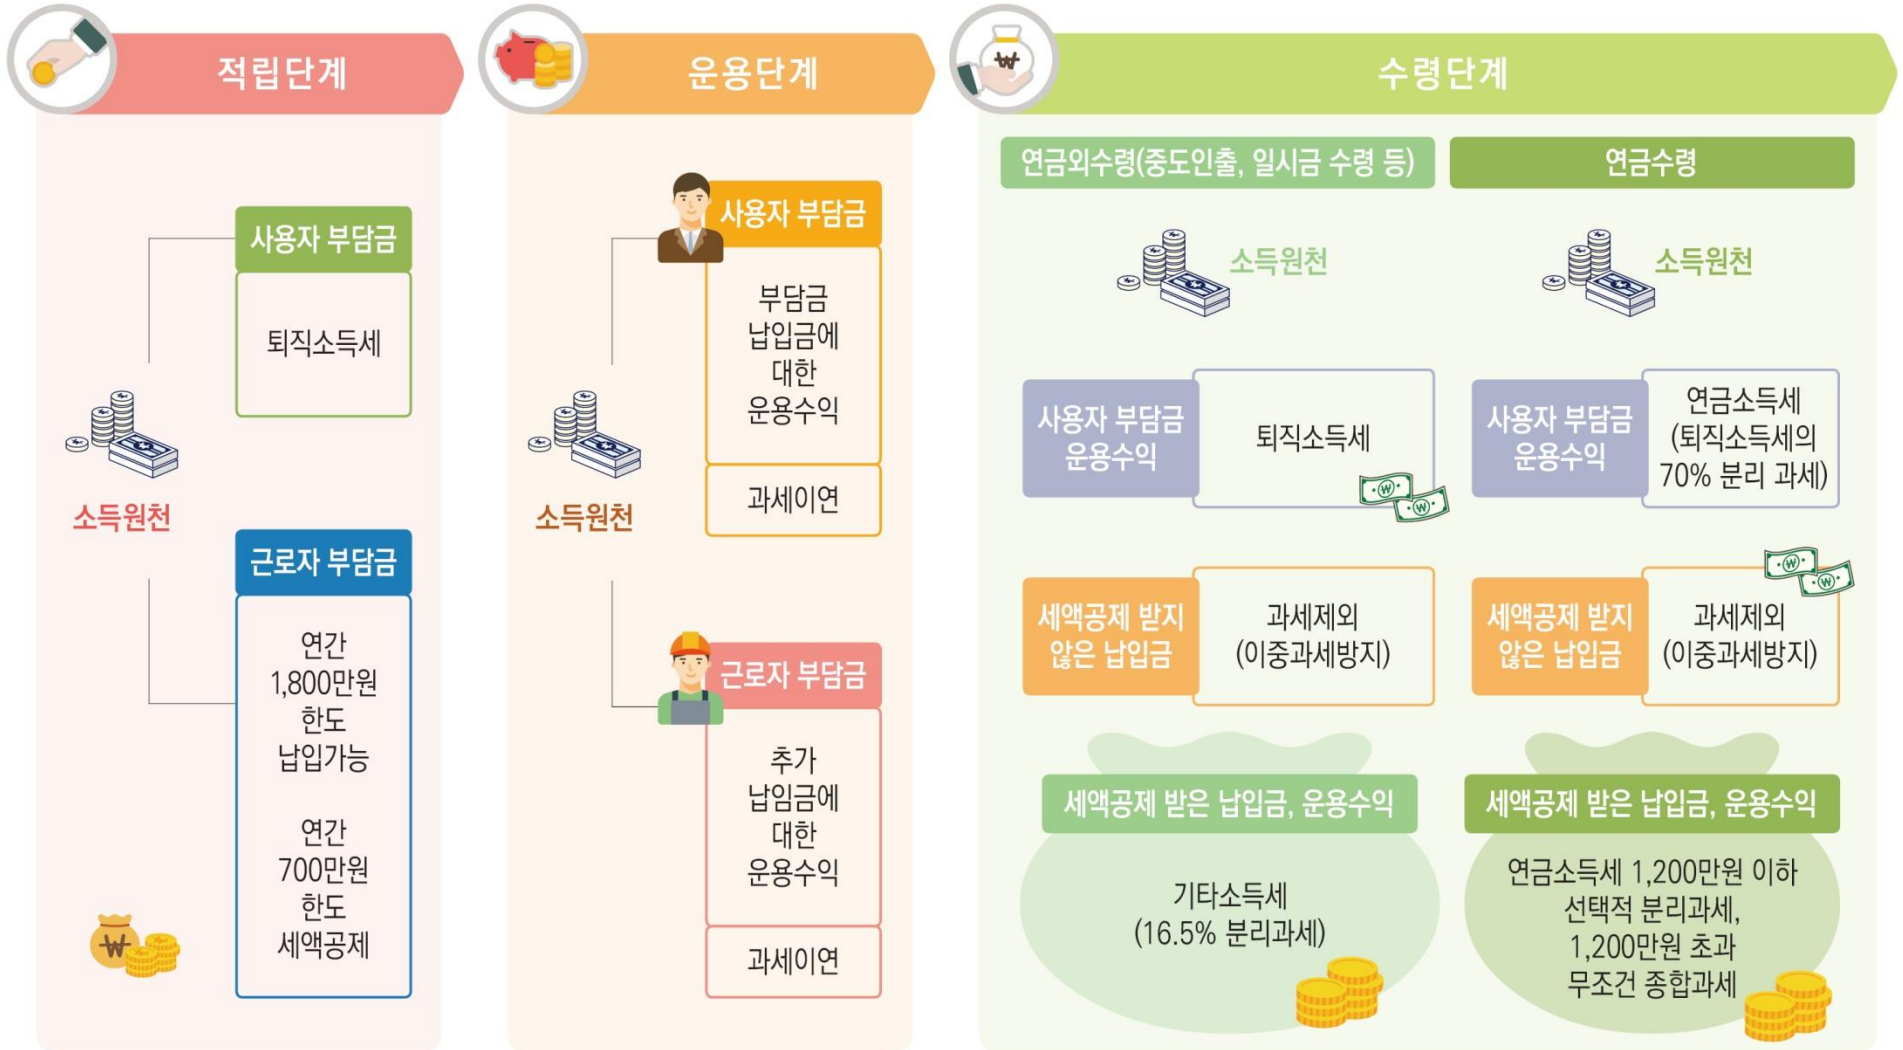 적립단계
사용자 부담금
퇴직소득세
소득원천
근로자 부담금
연간
1,800만원
한도
납입가능
연간
700만원
한도
세액공제
운용단계
사용자 부담금
부담금
납입금에
대한
운용수익
과세이연
소득원천
근로자 부담금
추가
납임금에
대한
운용수익
과세이연
수령단계
연금외수령(중도인출, 일시금 수령 등)
소득원천
사용자 부담금
운용수익
퇴직소득세
세액공제 받지
않은 납입금
과세제외
(이중과세방지)
세액공제 받은 납입금, 운용수익
기타소득세
(16.5% 분리과세)
연금수령
소득원천
사용자 부담금
운용수익
연금소득세
(퇴직소득세의
70% 분리 과세)
세액공제 받지
않은 납입금
과세제외
(이중과세방지)
세액공제 받은 납입금, 운용수익
연금소득세 1,200만원 이하
선택적 분리과세,
1,200만원 초과
무조건 종합과세